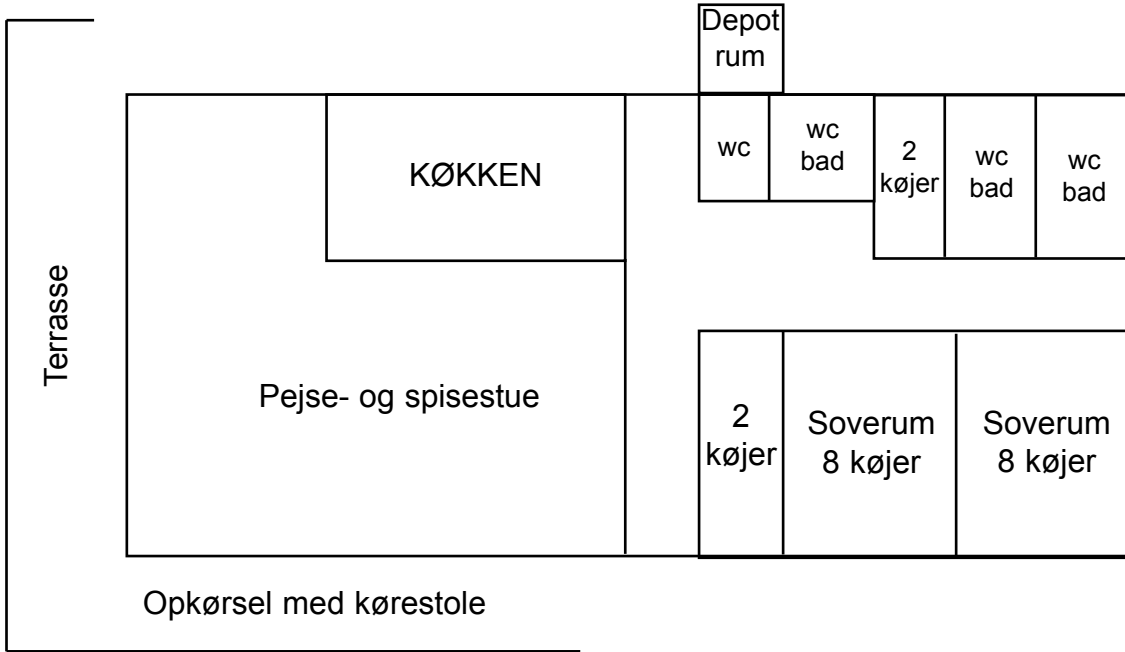 Depot
rum
KØKKEN
wc
wc
bad
2
køjer
wc
bad
wc
bad
Terrasse
Pejse- og spisestue
2
køjer
Soverum
8 køjer
Soverum
8 køjer
Opkørsel med kørestole